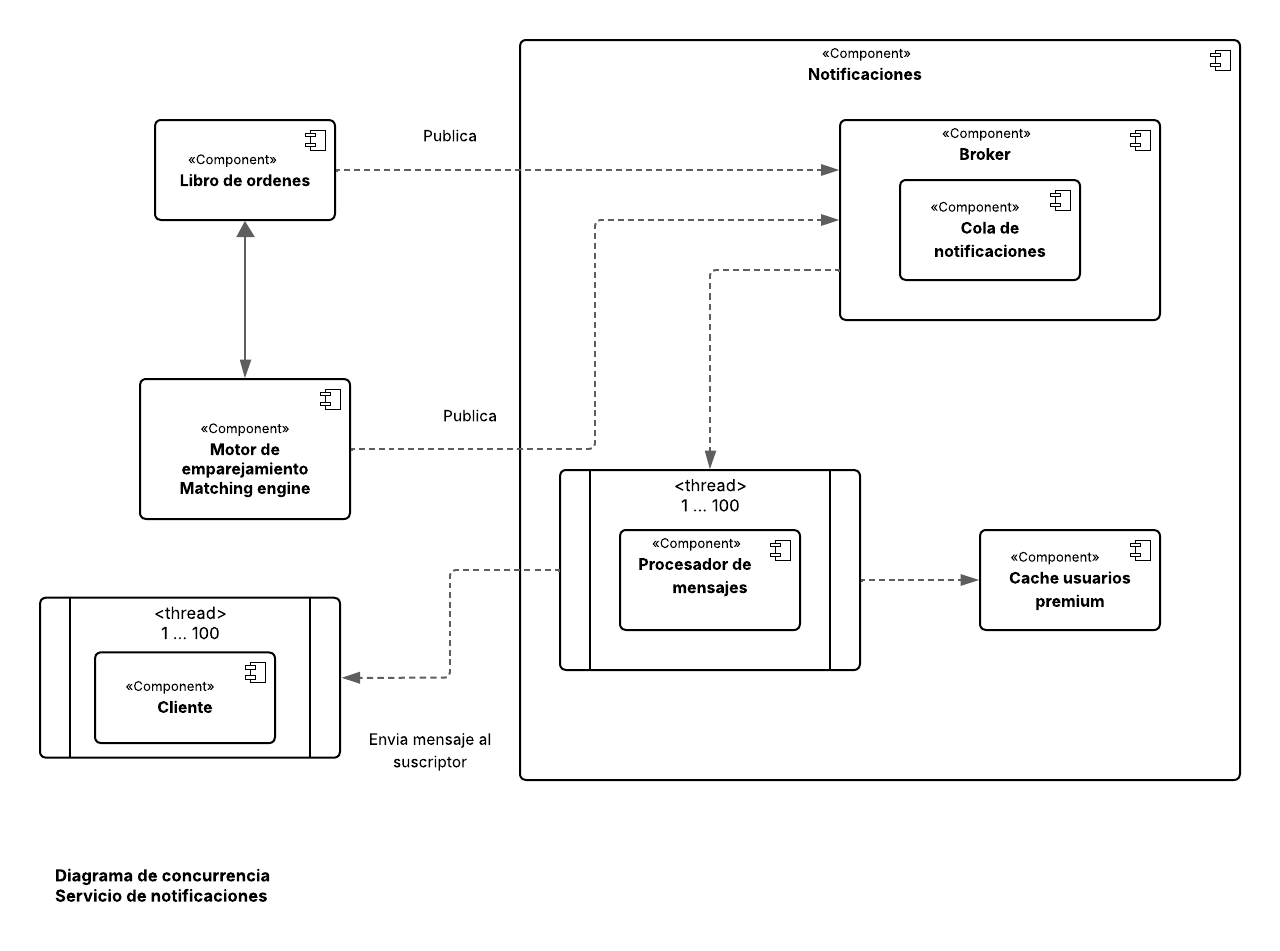 «Component»
Notificaciones
«Component»
Libro de ordenes
Publica
«Component»
Broker
«Component»
Cola de
notificaciones
«Component»
Motor de
emparejamiento
Matching engine
Publica
<thread>
1 ... 100
«Component»
Procesador de
mensajes
«Component»
Cache usuarios
premium
<thread>
1 ... 100
«Component»
Cliente
Envia mensaje al
suscriptor
Diagrama de concurrencia
Servicio de notificaciones